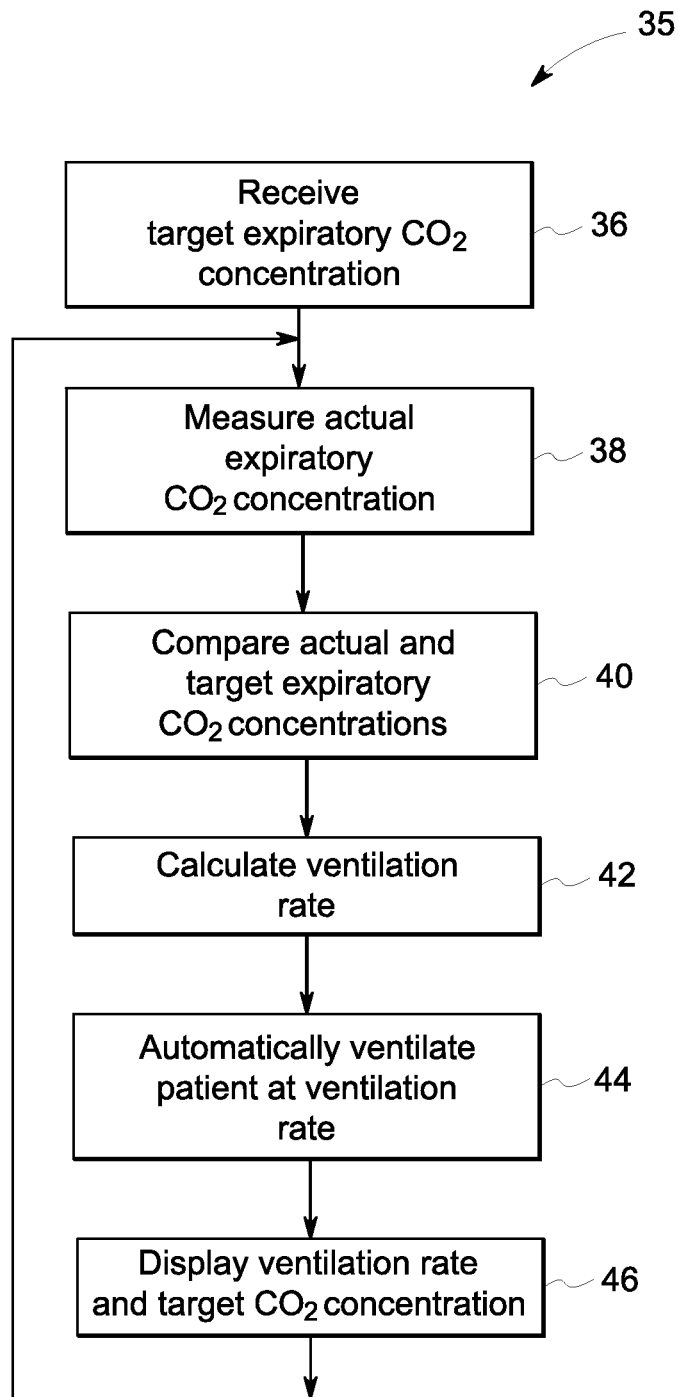 35
Receive
target expiratory CO₂
concentration
36
Measure actual
expiratory
CO₂ concentration
38
Compare actual and
target expiratory
CO₂ concentrations
40
Calculate ventilation
rate
42
Automatically ventilate
patient at ventilation
rate
44
Display ventilation rate
and target CO₂ concentration
46